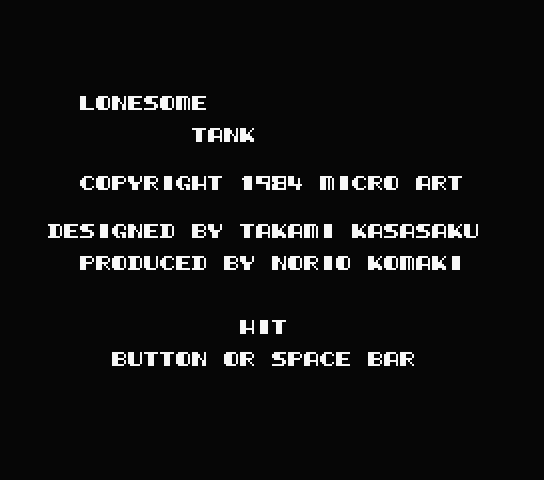 LONESOME
TANK
COPYRIGHT 1984 MICRO ART
DESIGNED BY TAKAMI KASASAKU
PRODUCED BY NORIO KOMAKI
HIT
BUTTON OR SPACE BAR